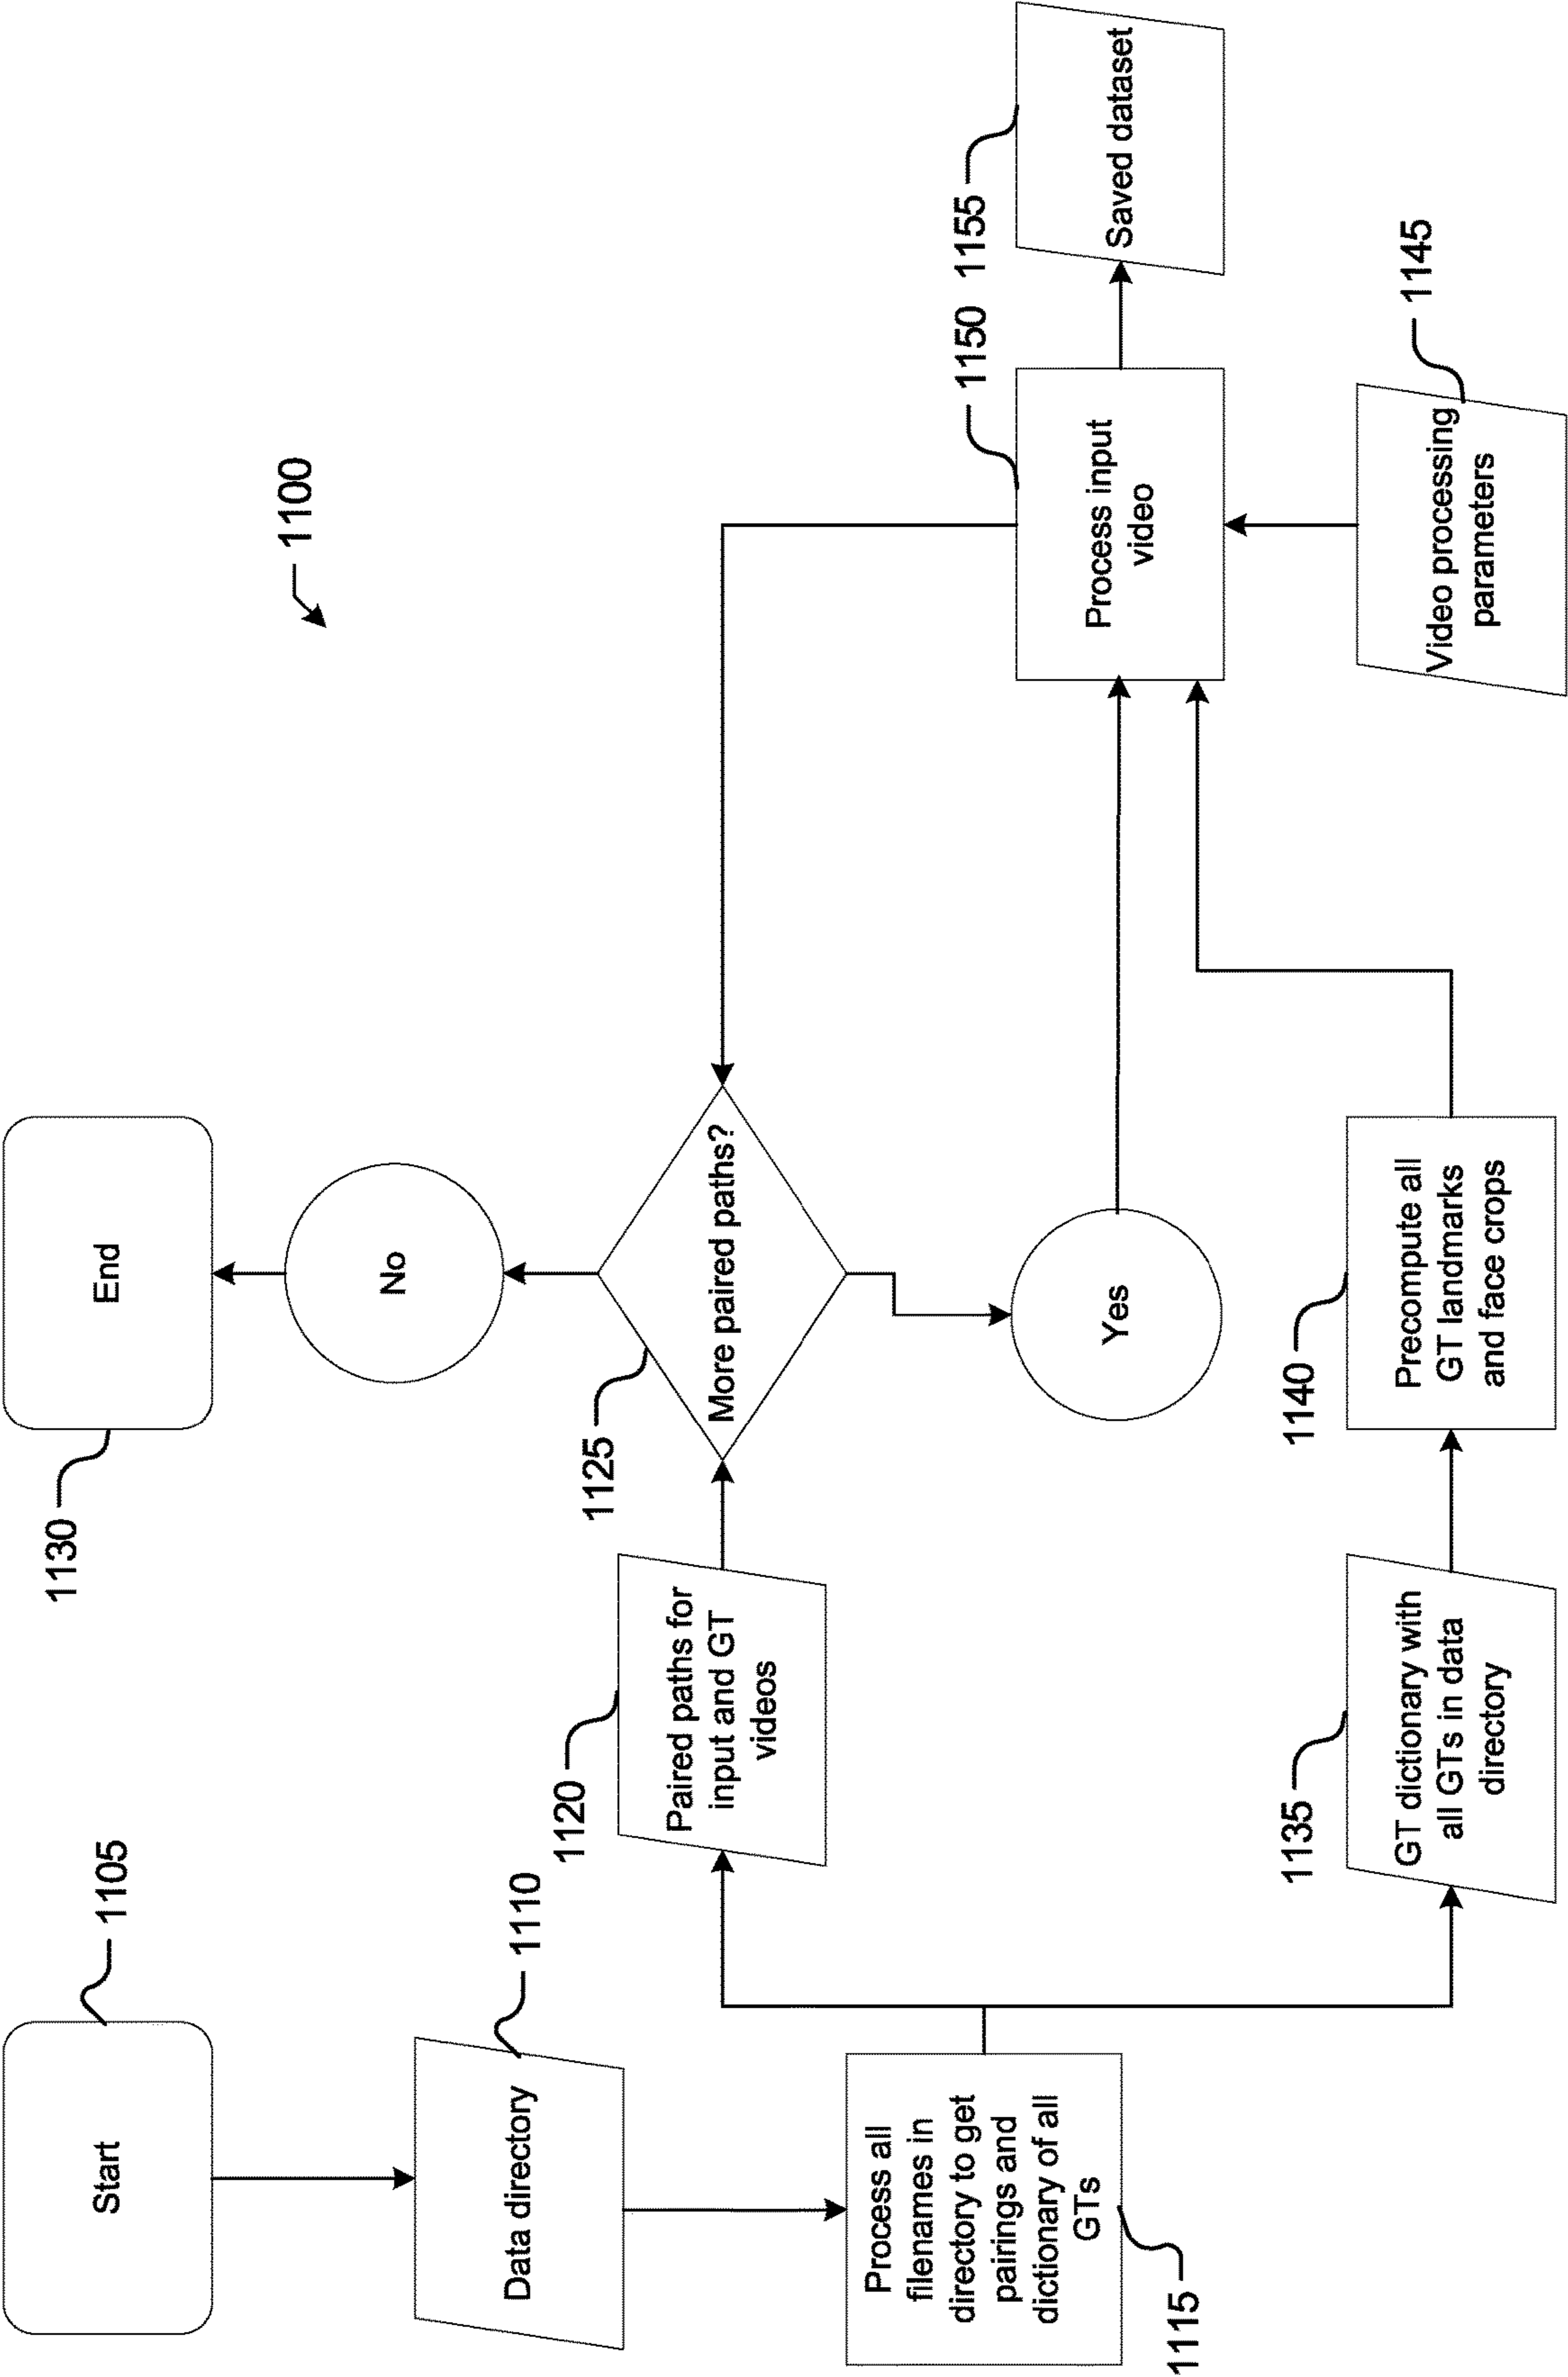 1100
Start
1105
Data directory
1110
Process all
filenames in
directory to get
pairings and
dictionary of all
GTs
1115
Paired paths for
input and GT
videos
1120
More paired paths?
1125
No
End
1130
Yes
GT dictionary with
all GTs in data
directory
1135
Precompute all
GT landmarks
and face crops
1140
Video processing
parameters
1145
Process input
video
1150
Saved dataset
1155